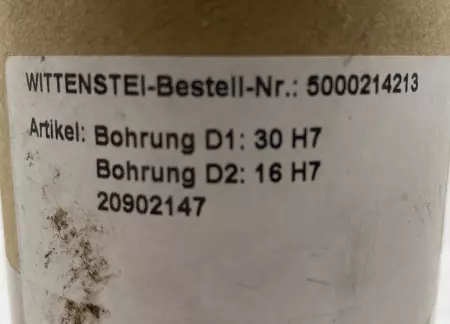 WITTENSTEI-Bestell-Nr.: 5000214213
Artikel: Bohrung D1: 30 H7
Bohrung D2: 16 H7
20902147